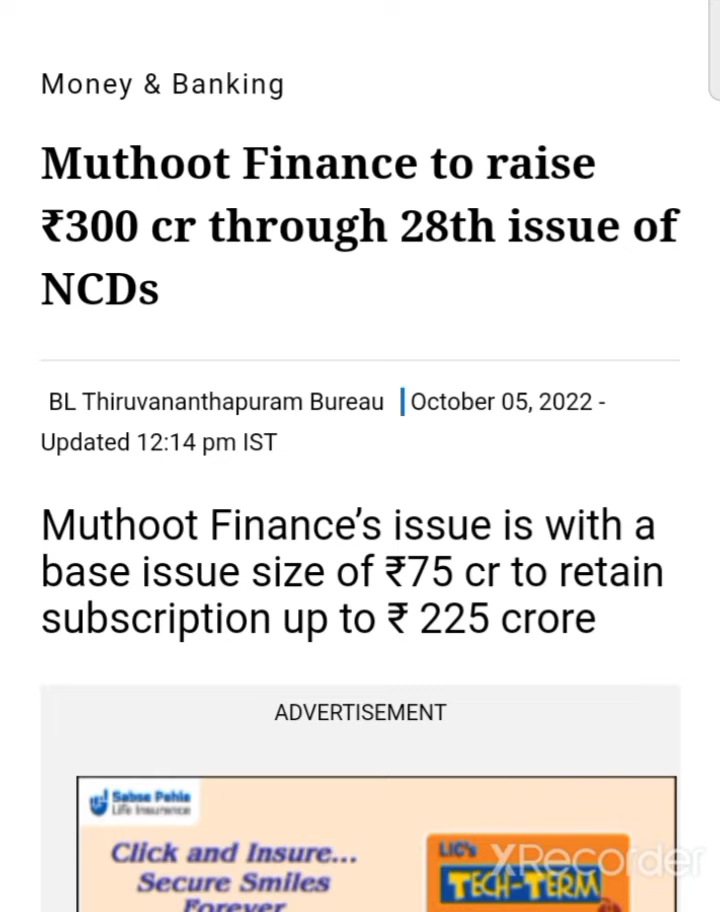 Money & Banking
Muthoot Finance to raise
₹300 cr through 28th issue of
NCDs
BL Thiruvananthapuram Bureau | October 05, 2022 -
Updated 12:14 pm IST
Muthoot Finance’s issue is with a
base issue size of ₹75 cr to retain
subscription up to ₹ 225 crore
ADVERTISEMENT
Sabse Pehle
Life Insurance
Click and Insure...
Secure Smiles
Forever
LIC's
TECH-TERM
XRecorder